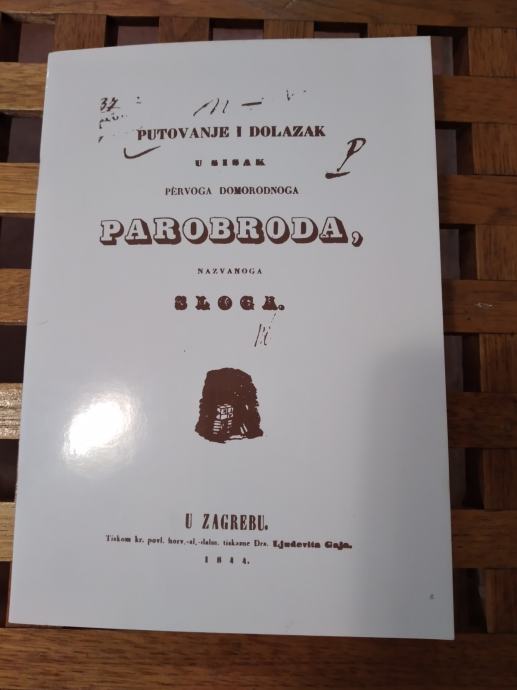 37
PUTOVANJE I DOLAZAK
U SISAK
PÈRVOGA DOMORODNOGA
PAROBRODA,
NAZVANOGA
SLOGA.
U ZAGREBU.
Tiskom kr. povl. horv.-sl.-dalm. tiskarne Dra. Ljudevita Gaja.
1844.